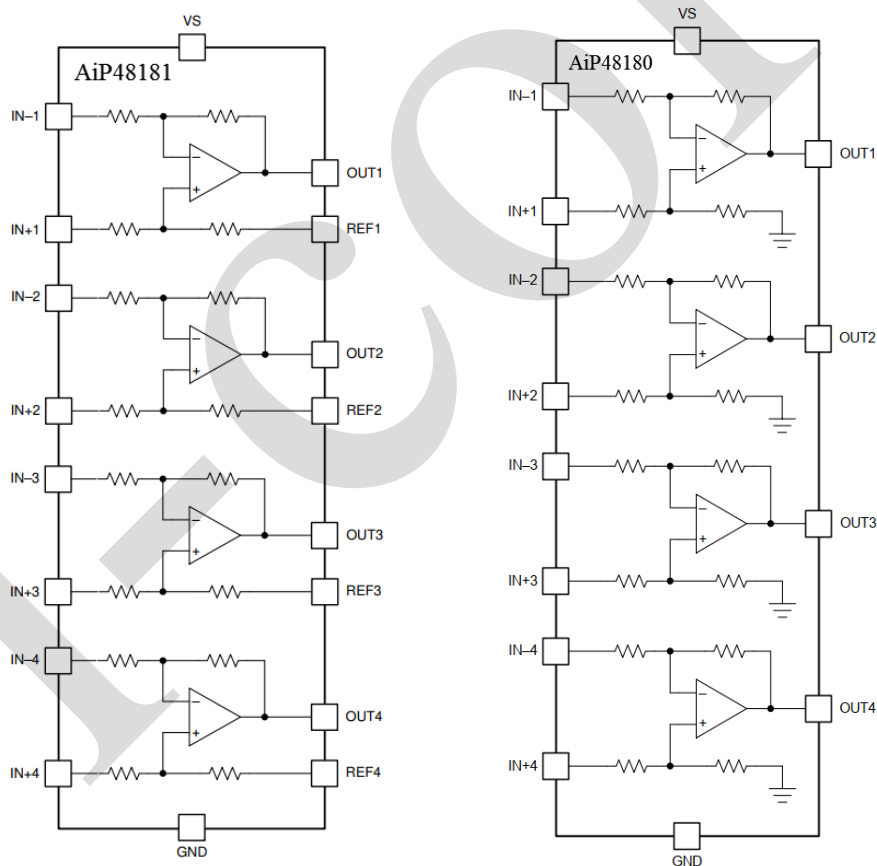 VS
AiP48181
IN–1
OUT1
IN+1
REF1
IN–2
OUT2
IN+2
REF2
IN–3
OUT3
IN+3
REF3
IN–4
OUT4
IN+4
REF4
GND
VS
AiP48180
IN–1
OUT1
IN+1
IN–2
OUT2
IN+2
IN–3
OUT3
IN+3
IN–4
OUT4
IN+4
GND